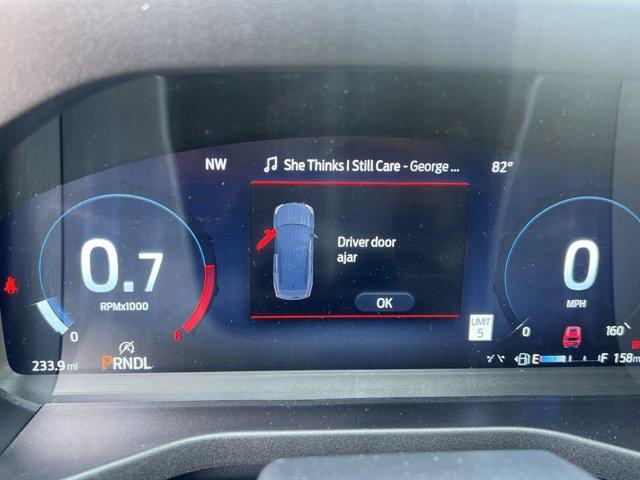 NW
She Thinks I Still Care - George ...
82°
Driver door
ajar
OK
0.7
RPMx1000
0
8
0
MPH
0
160
LIMIT
5
233.9 mi
PRNDL
E
F
158